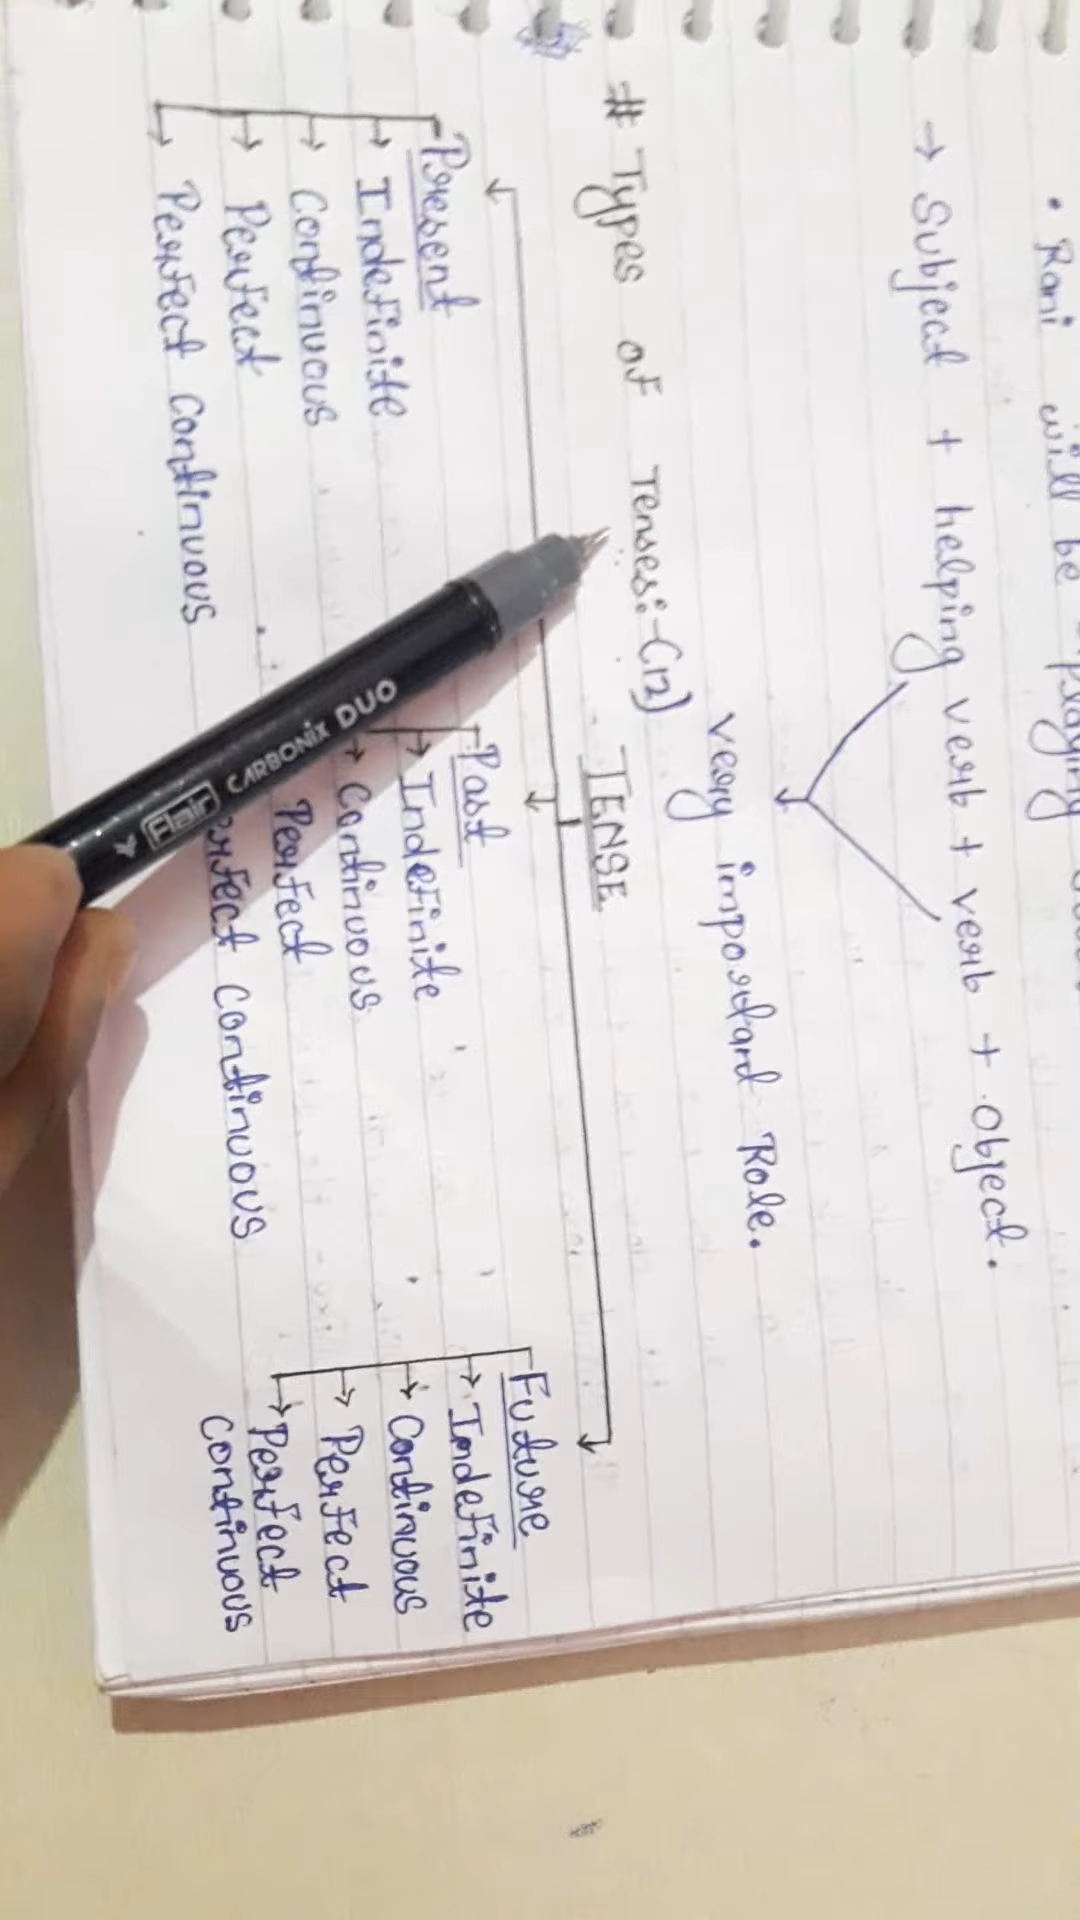 • Rani will be playing
→ Subject + helping verb + verb + object.
very important Role.
# Types of Tenses:-(12)
TENSE
Present
Past
Future
→ Indefinite
→ Indefinite
→ Indefinite
→ Continuous
→ Continuous
→ Continuous
→ Perfect
Perfect
→ Perfect
→ Perfect Continuous
erfect Continuous
→ Perfect
Continuous
Flair CARBONIX DUO